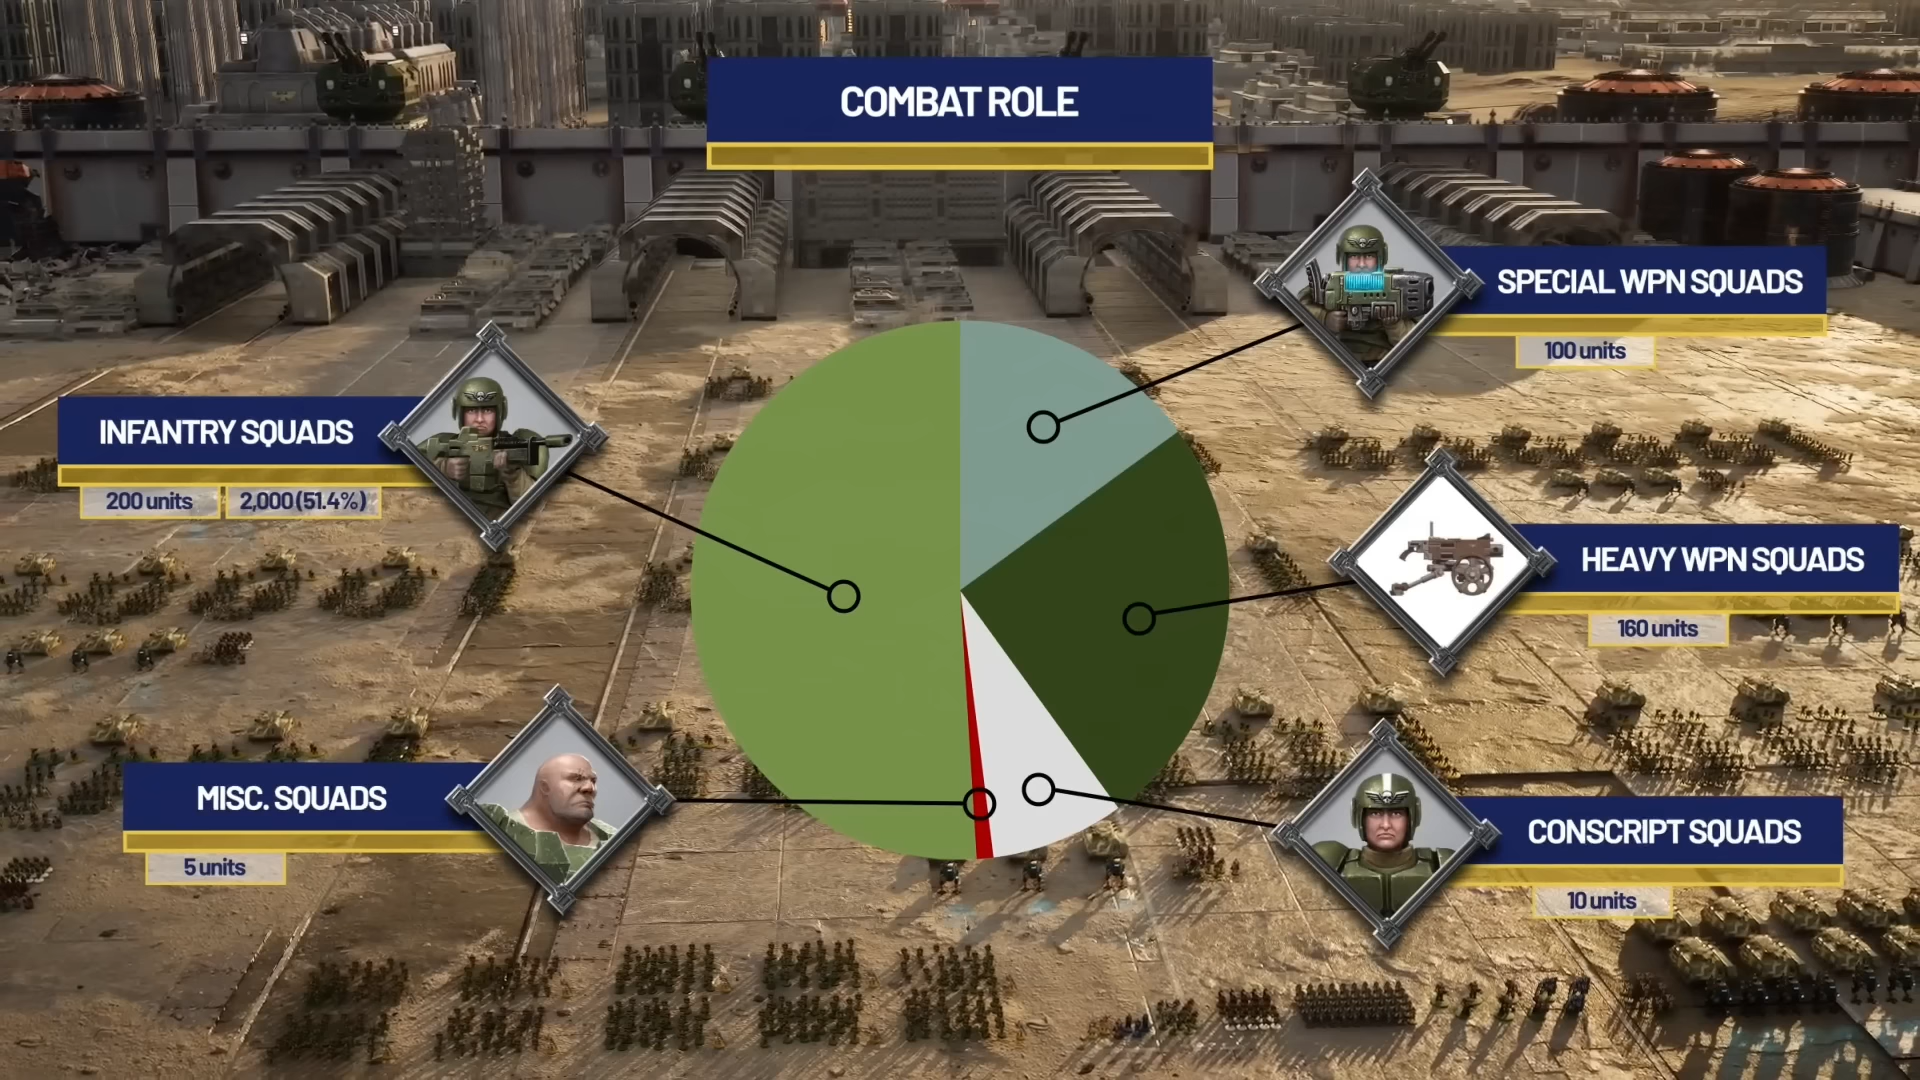 COMBAT ROLE
SPECIAL WPN SQUADS
100 units
INFANTRY SQUADS
200 units 2,000 (51.4%)
HEAVY WPN SQUADS
160 units
MISC. SQUADS
5 units
CONSCRIPT SQUADS
10 units